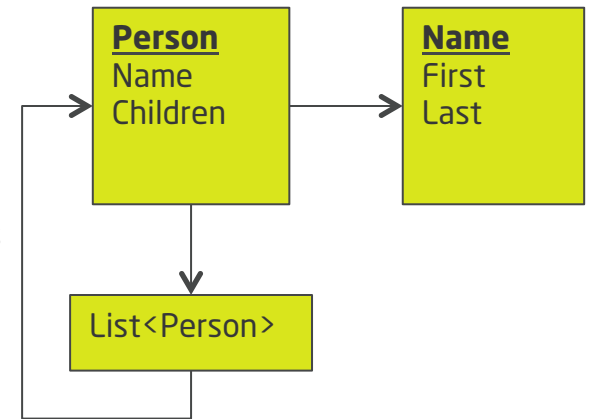 Person
Name
Children
Name
First
Last
List<Person>